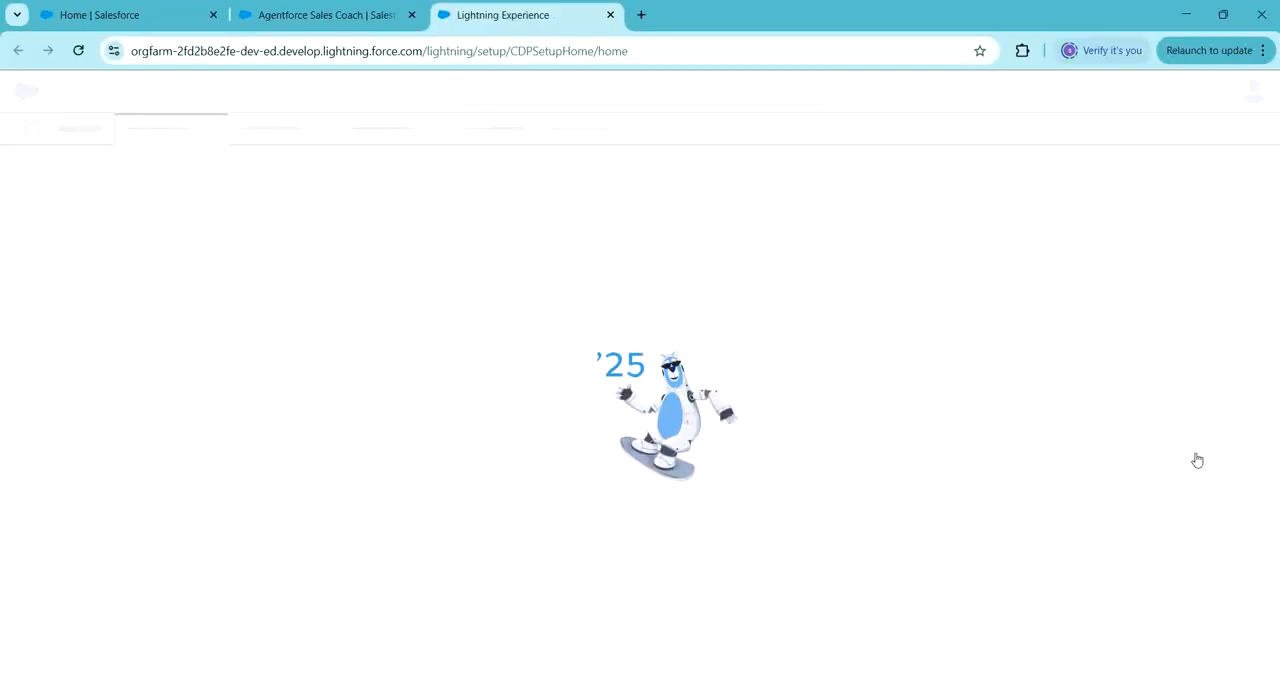 Home | Salesforce
Agentforce Sales Coach | Sales
Lightning Experience
orgfarm-2fd2b8e2fe-dev-ed.develop.lightning.force.com/lightning/setup/CDPSetupHome/home
Verify it's you
Relaunch to update
'25